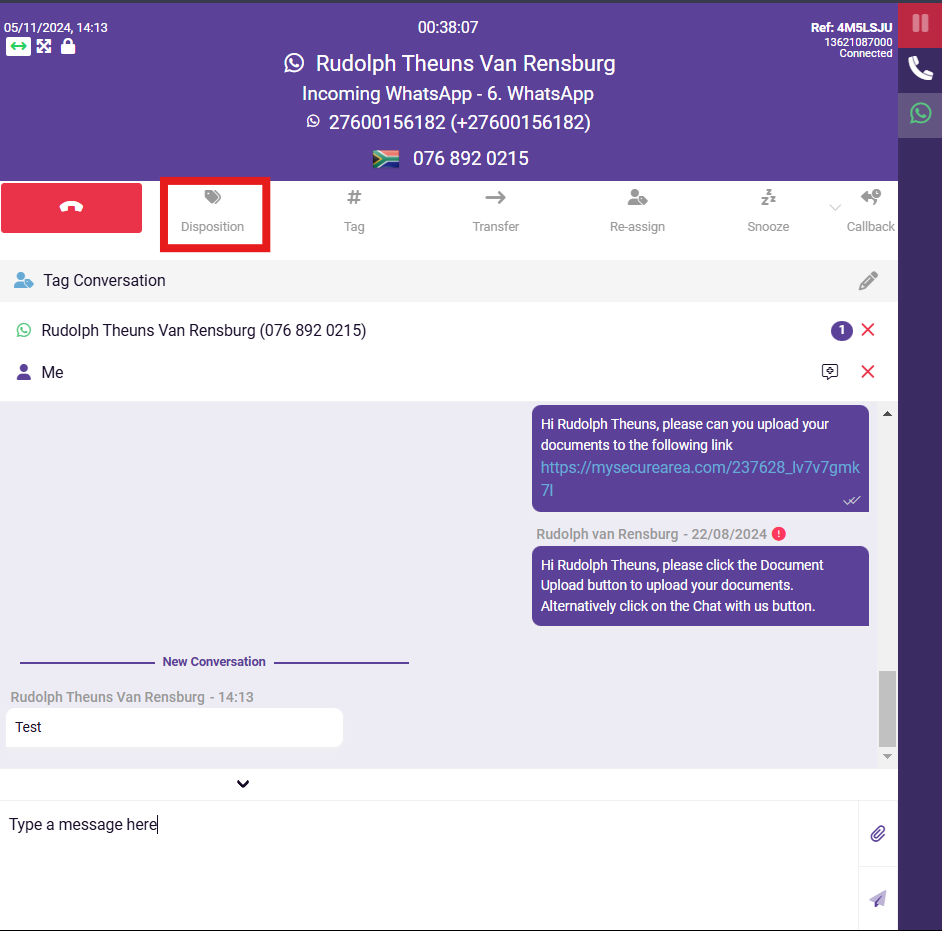 05/11/2024, 14:13
00:38:07
Ref: 4M5LSJU
13621087000
Connected
Rudolph Theuns Van Rensburg
Incoming WhatsApp - 6. WhatsApp
27600156182 (+27600156182)
076 892 0215
Disposition
Tag
Transfer
Re-assign
Snooze
Callback
Tag Conversation
Rudolph Theuns Van Rensburg (076 892 0215)
1
Me
Hi Rudolph Theuns, please can you upload your
documents to the following link
https://mysecurearea.com/237628_lv7v7gmk
7l
Rudolph van Rensburg - 22/08/2024
Hi Rudolph Theuns, please click the Document
Upload button to upload your documents.
Alternatively click on the Chat with us button.
New Conversation
Rudolph Theuns Van Rensburg - 14:13
Test
Type a message here